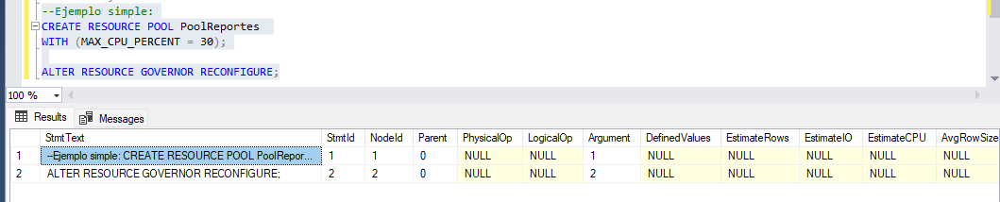 --Ejemplo simple:
CREATE RESOURCE POOL PoolReportes
WITH (MAX_CPU_PERCENT = 30);
ALTER RESOURCE GOVERNOR RECONFIGURE;
100 %
Results Messages
StmtText StmtId NodeId Parent PhysicalOp LogicalOp Argument DefinedValues EstimateRows EstimateIO EstimateCPU AvgRowSize
1 --Ejemplo simple: CREATE RESOURCE POOL PoolRepor... 1 1 0 NULL NULL 1 NULL NULL NULL NULL NULL
2 ALTER RESOURCE GOVERNOR RECONFIGURE; 2 2 0 NULL NULL 2 NULL NULL NULL NULL NULL